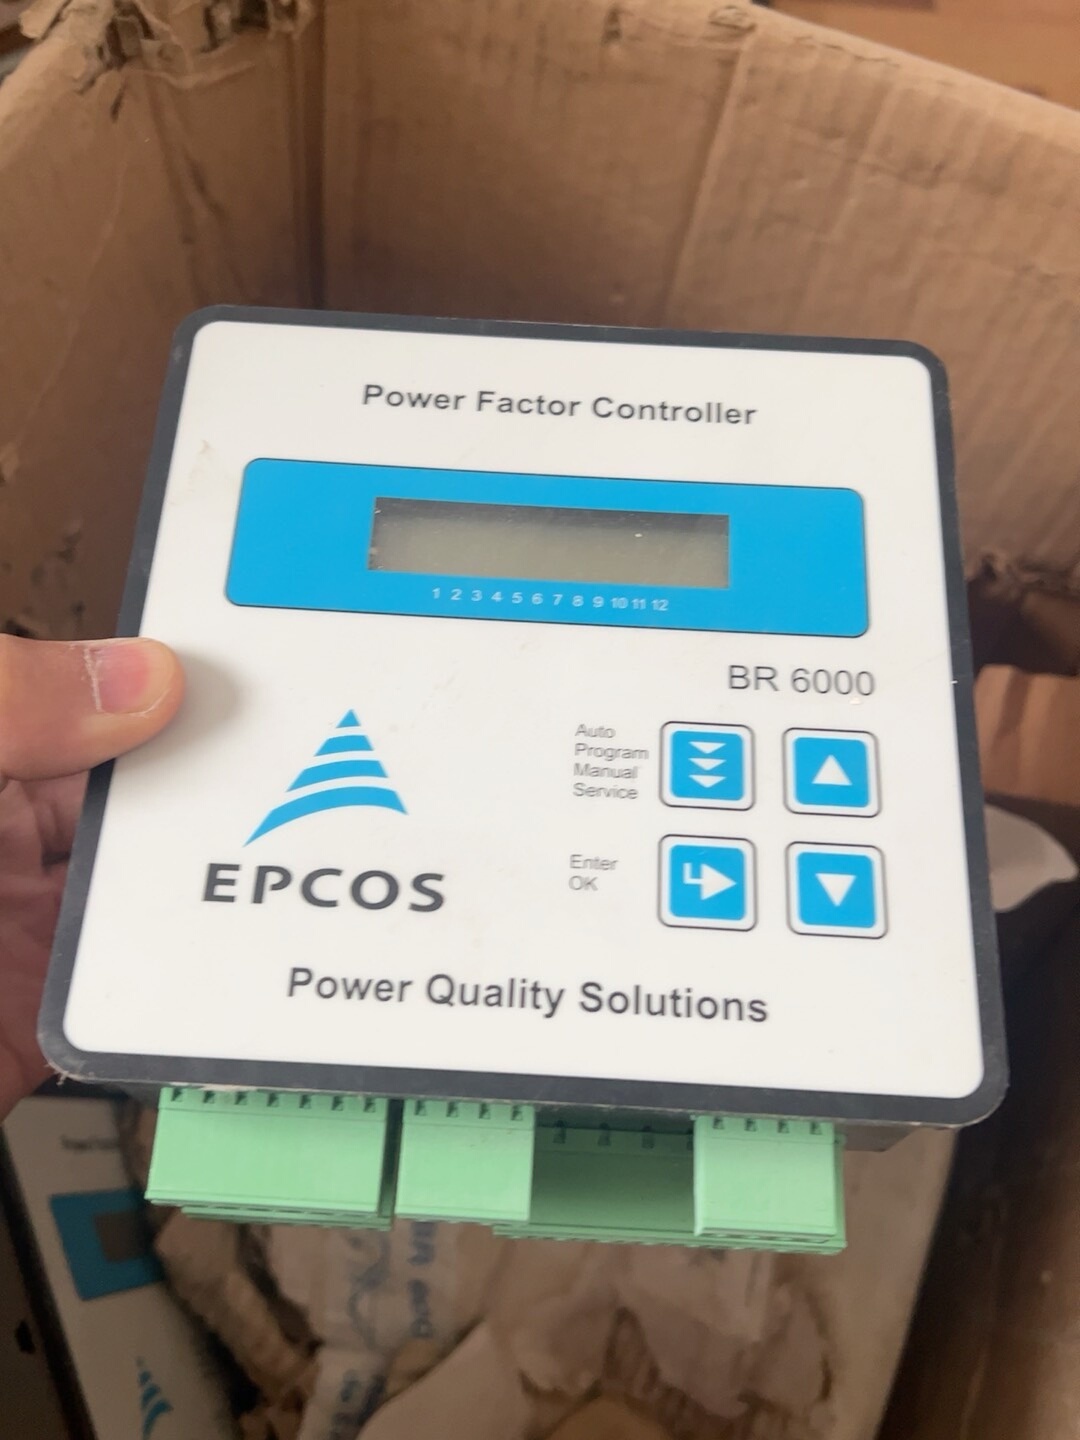 Power Factor Controller
1 2 3 4 5 6 7 8 9 10 11 12
BR 6000
Auto
Program
Manual
Service
Enter
OK
EPCOS
Power Quality Solutions